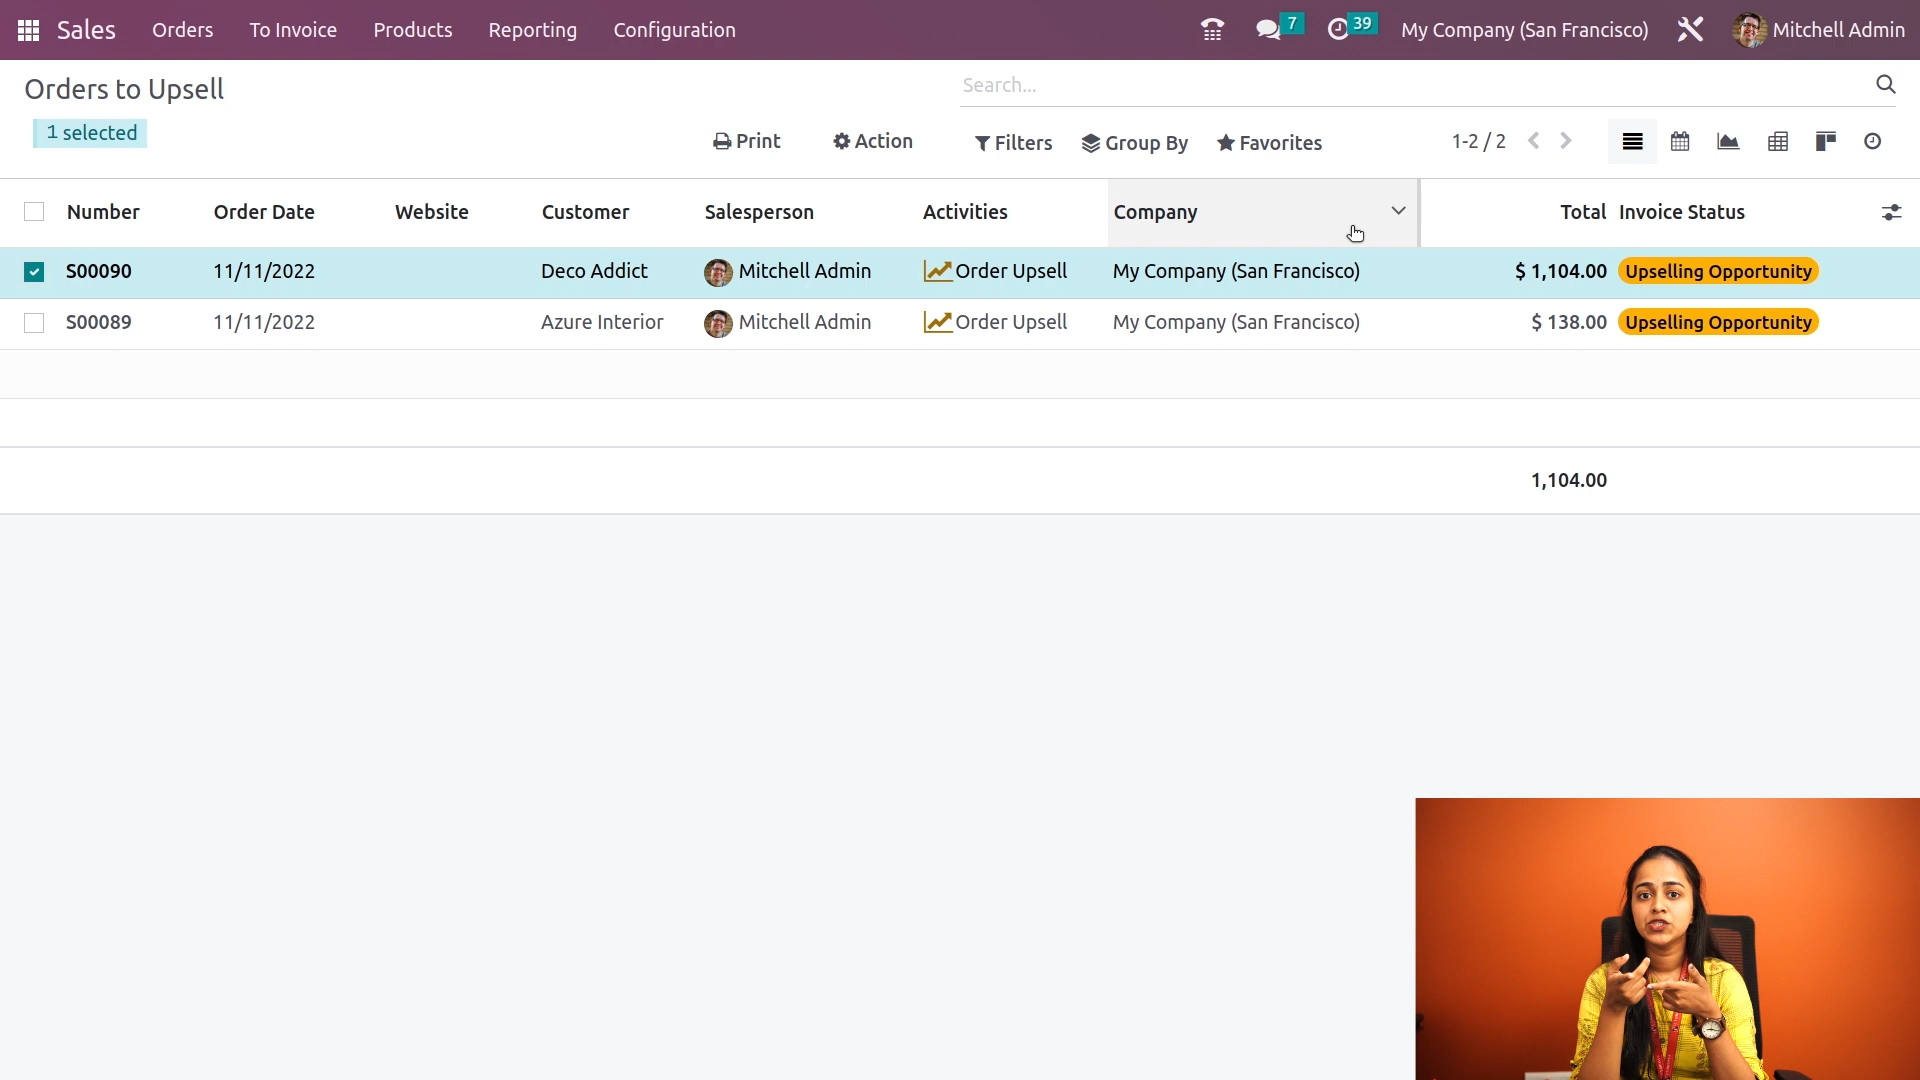 Sales Orders To Invoice Products Reporting Configuration 7 39 My Company (San Francisco) Mitchell Admin
Orders to Upsell Search...
1 selected Print Action Filters Group By Favorites 1-2 / 2
Number Order Date Website Customer Salesperson Activities Company Total Invoice Status
S00090 11/11/2022 Deco Addict Mitchell Admin Order Upsell My Company (San Francisco) $ 1,104.00 Upselling Opportunity
S00089 11/11/2022 Azure Interior Mitchell Admin Order Upsell My Company (San Francisco) $ 138.00 Upselling Opportunity
1,104.00